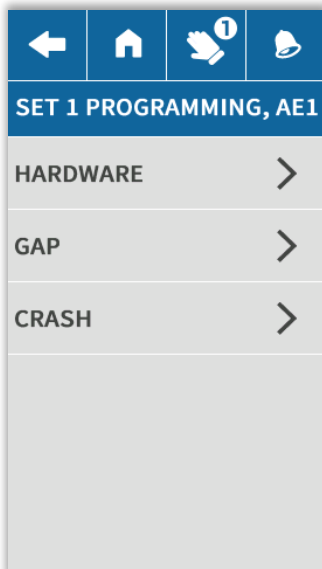 1
SET 1 PROGRAMMING, AE1
HARDWARE
GAP
CRASH